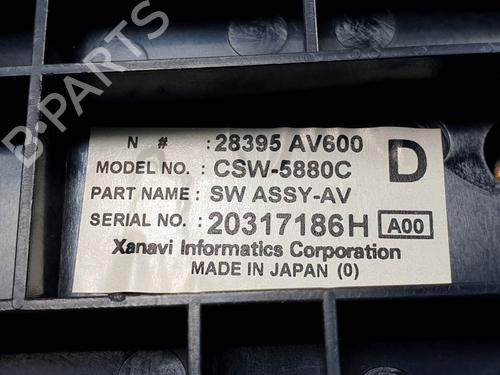 B-PARTS
N #: 28395 AV600
D
MODEL NO.: CSW-5880C
PART NAME: SW ASSY-AV
SERIAL NO.: 20317186H A00
Xanavi Informatics Corporation
MADE IN JAPAN (0)